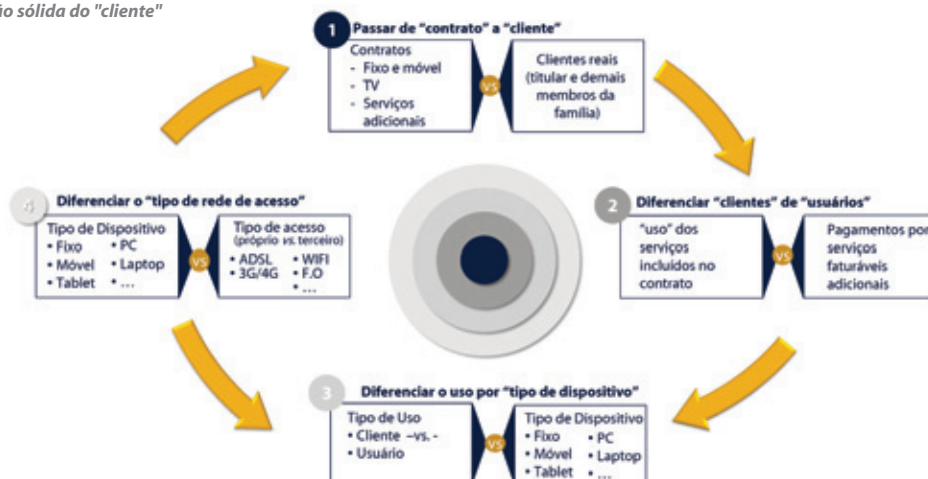 ão sólida do "cliente"
1 Passar de “contrato” a “cliente”
Contratos
- Fixo e móvel
- TV
- Serviços
adicionais
vs
Clientes reais
(titular e demais
membros da
família)
2 Diferenciar “clientes” de “usuários”
"uso" dos
serviços
incluídos no
contrato
vs
Pagamentos por
serviços
faturáveis
adicionais
3 Diferenciar o uso por “tipo de dispositivo”
Tipo de Uso
• Cliente –vs. -
• Usuário
vs
Tipo de Dispositivo
• Fixo • PC
• Móvel • Laptop
• Tablet • ...
4 Diferenciar o “tipo de rede de acesso”
Tipo de Dispositivo
• Fixo • PC
• Móvel • Laptop
• Tablet • ...
vs
Tipo de acesso
(próprio vs. terceiro)
• ADSL • WIFI
• 3G/4G • F.O
• ...